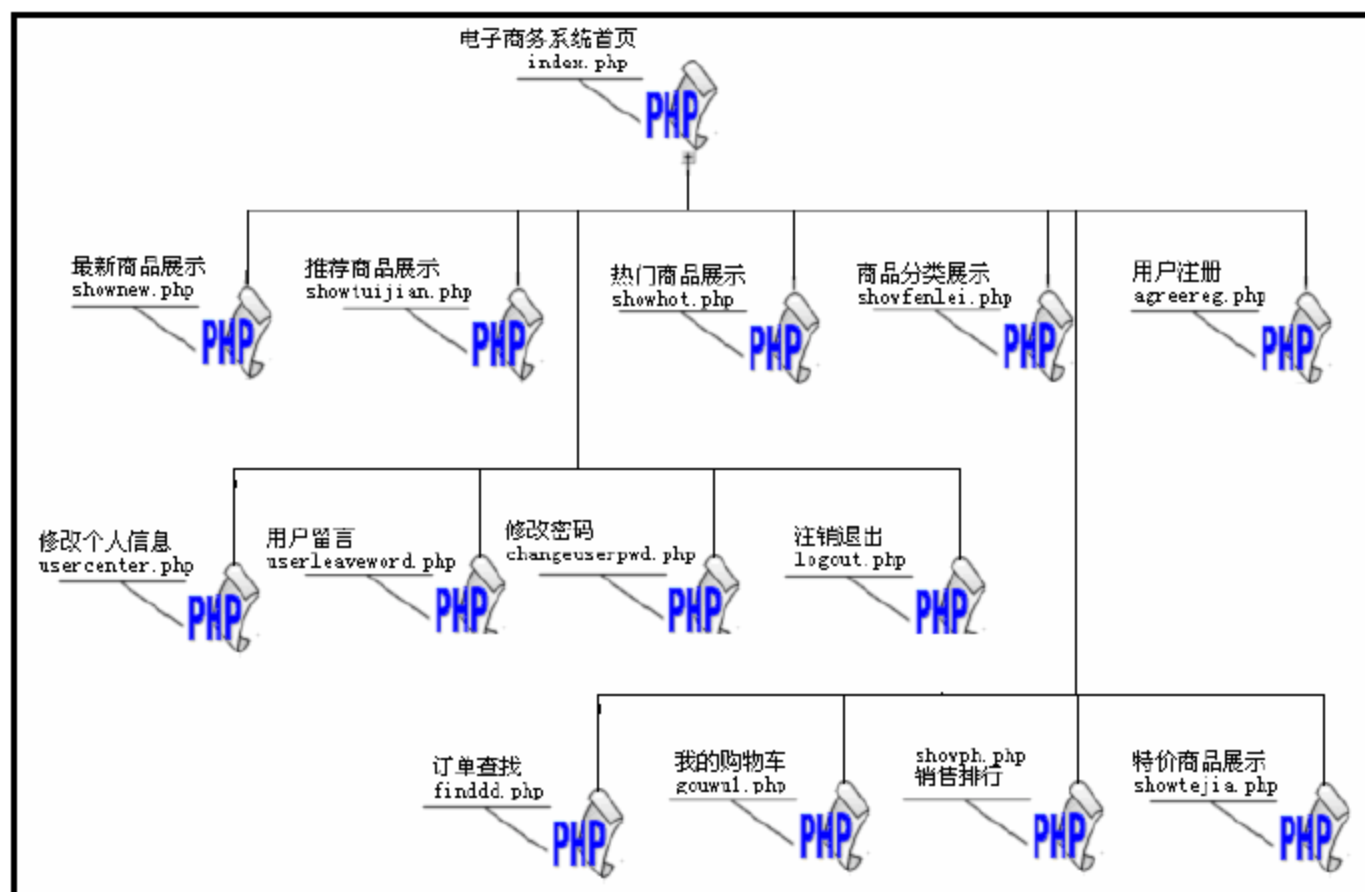 电子商务系统首页
index.php
PHP
最新商品展示
shownew.php
PHP
推荐商品展示
showtuijian.php
PHP
热门商品展示
showhot.php
PHP
商品分类展示
showfenlei.php
PHP
用户注册
agreereg.php
PHP
修改个人信息
usercenter.php
PHP
用户留言
userleaveword.php
PHP
修改密码
changeuserpwd.php
PHP
注销退出
logout.php
PHP
订单查找
finddd.php
PHP
我的购物车
gouwu1.php
PHP
showph.php
销售排行
PHP
特价商品展示
showtejia.php
PHP